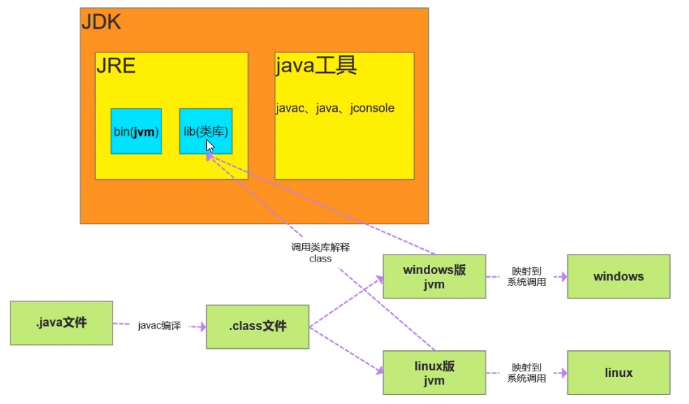 JDK
JRE
java工具
javac、java、jconsole
bin(jvm)
lib(类库)
调用类库解释
class
windows版
jvm
映射到
系统调用
windows
.java文件
javac编译
.class文件
linux版
jvm
映射到
系统调用
linux